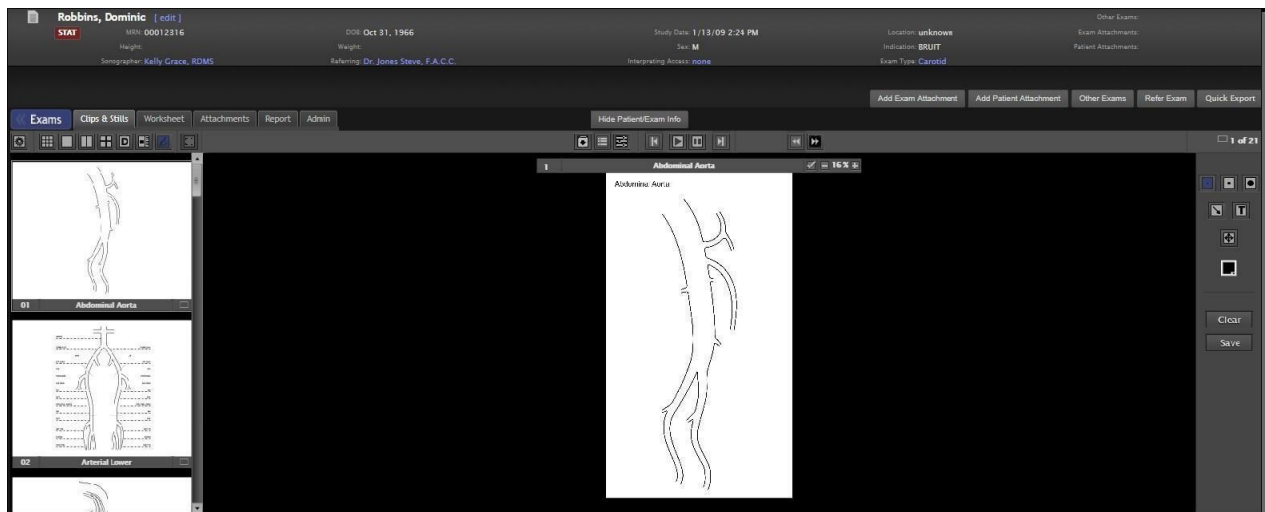 Robbins, Dominic [ edit ]
Other Exams:
STAT MRN: 00012316 DOB: Oct 31, 1966 Study Date: 1/13/09 2:24 PM Location: unknown Exam Attachments:
Height: Weight: Sex: M Indication: BRUIT Patient Attachments:
Sonographer: Kelly Grace, RDMS Referring: Dr. Jones Steve, F.A.C.C. Interpreting Access: none Exam Type: Carotid
Add Exam Attachment Add Patient Attachment Other Exams Refer Exam Quick Export
Exams Clips & Stills Worksheet Attachments Report Admin Hide Patient/Exam Info
1 of 21
1 Abdominal Aorta 16%
Abdominal Aorta
T
01 Abdominal Aorta
Clear
Save
02 Arterial Lower